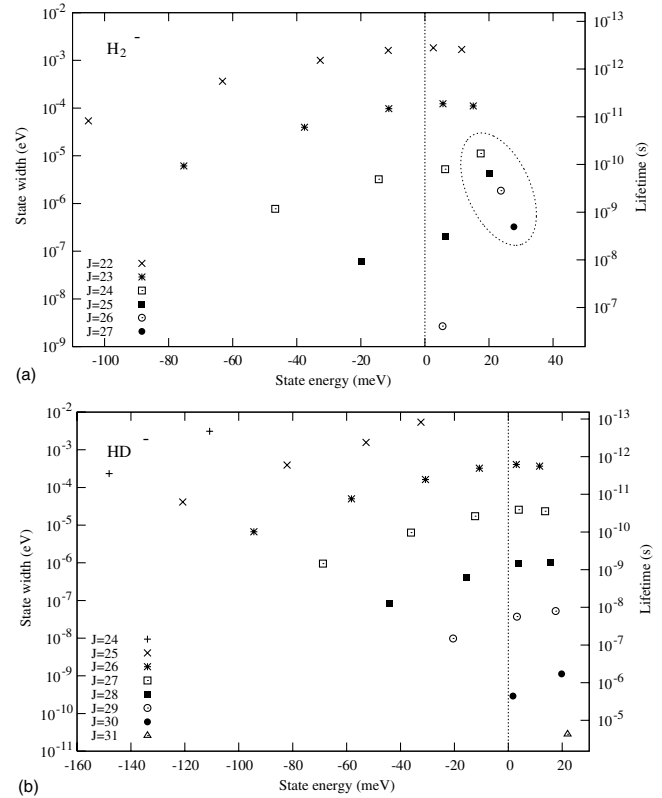 10⁻²
10⁻³
10⁻⁴
10⁻⁵
10⁻⁶
10⁻⁷
10⁻⁸
10⁻⁹
State width (eV)
H₂⁻
10⁻¹³
10⁻¹²
10⁻¹¹
10⁻¹⁰
10⁻⁹
10⁻⁸
10⁻⁷
Lifetime (s)
J=22
J=23
J=24
J=25
J=26
J=27
-100 -80 -60 -40 -20 0 20 40
State energy (meV)
(a)
10⁻²
10⁻³
10⁻⁴
10⁻⁵
10⁻⁶
10⁻⁷
10⁻⁸
10⁻⁹
10⁻¹⁰
10⁻¹¹
State width (eV)
HD⁻
10⁻¹³
10⁻¹²
10⁻¹¹
10⁻¹⁰
10⁻⁹
10⁻⁸
10⁻⁷
10⁻⁶
10⁻⁵
Lifetime (s)
J=24
J=25
J=26
J=27
J=28
J=29
J=30
J=31
-160 -140 -120 -100 -80 -60 -40 -20 0 20
State energy (meV)
(b)